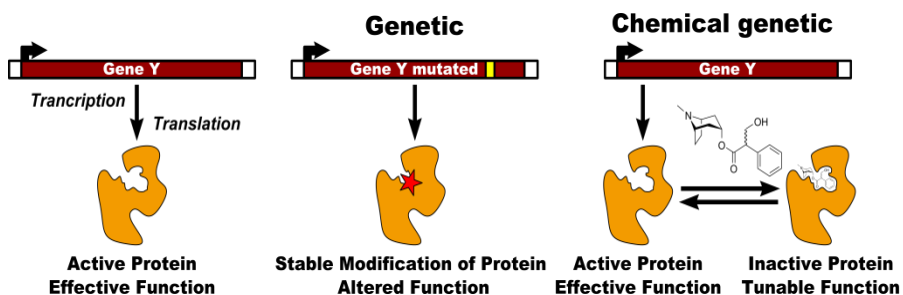 Genetic
Chemical genetic
Gene Y
Gene Y mutated
Gene Y
Trancription
Translation
N
O
O
OH
Active Protein
Effective Function
Stable Modification of Protein
Altered Function
Active Protein
Effective Function
Inactive Protein
Tunable Function